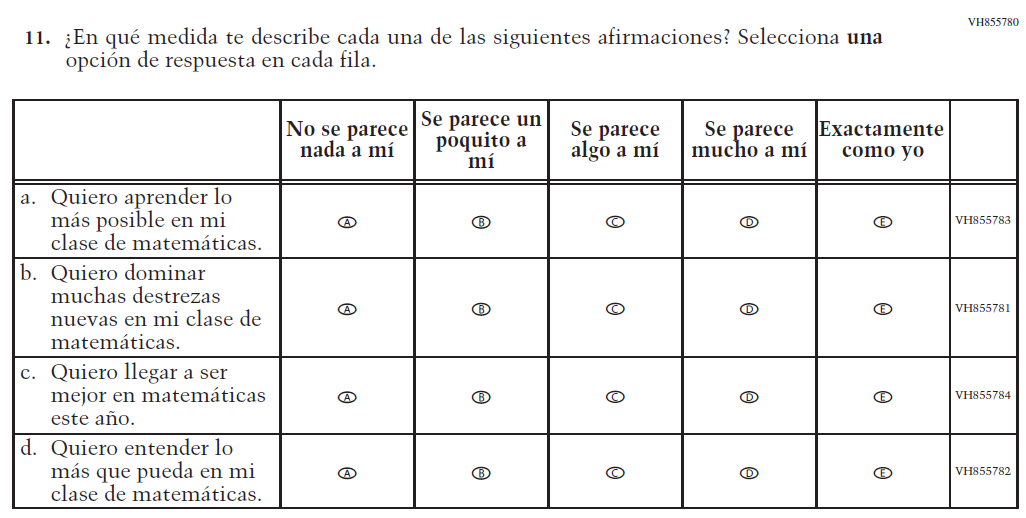 VH855780
11. ¿En qué medida te describe cada una de las siguientes afirmaciones? Selecciona una
opción de respuesta en cada fila.
No se parece
nada a mí
Se parece un
poquito a
mí
Se parece
algo a mí
Se parece
mucho a mí
Exactamente
como yo
a. Quiero aprender lo
más posible en mi
clase de matemáticas.
A B C D E VH855783
b. Quiero dominar
muchas destrezas
nuevas en mi clase de
matemáticas.
A B C D E VH855781
c. Quiero llegar a ser
mejor en matemáticas
este año.
A B C D E VH855784
d. Quiero entender lo
más que pueda en mi
clase de matemáticas.
A B C D E VH855782